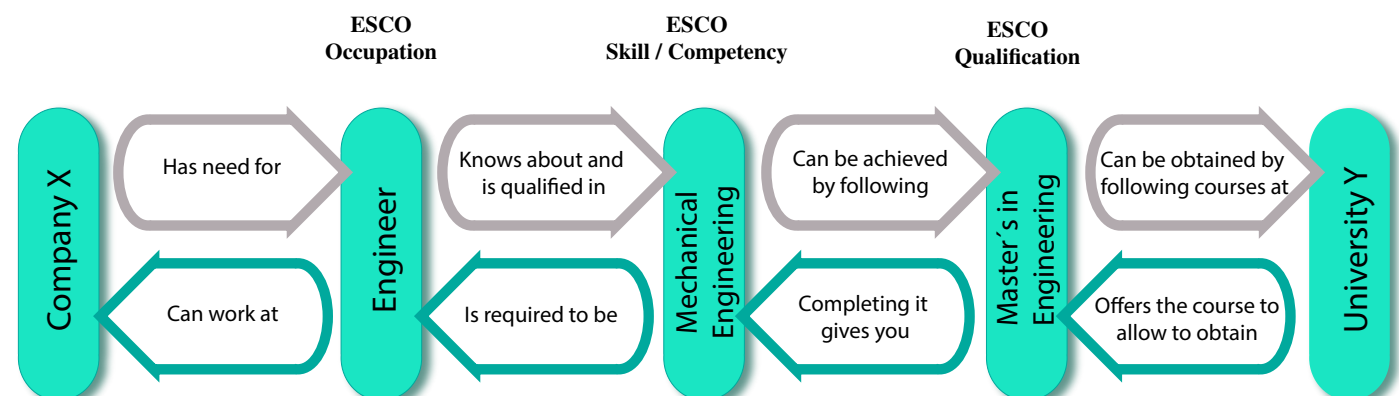 ESCO
Occupation
ESCO
Skill / Competency
ESCO
Qualification
Company X
Has need for
Can work at
Engineer
Knows about and
is qualified in
Is required to be
Mechanical
Engineering
Can be achieved
by following
Completing it
gives you
Master´s in
Engineering
Can be obtained by
following courses at
Offers the course to
allow to obtain
University Y